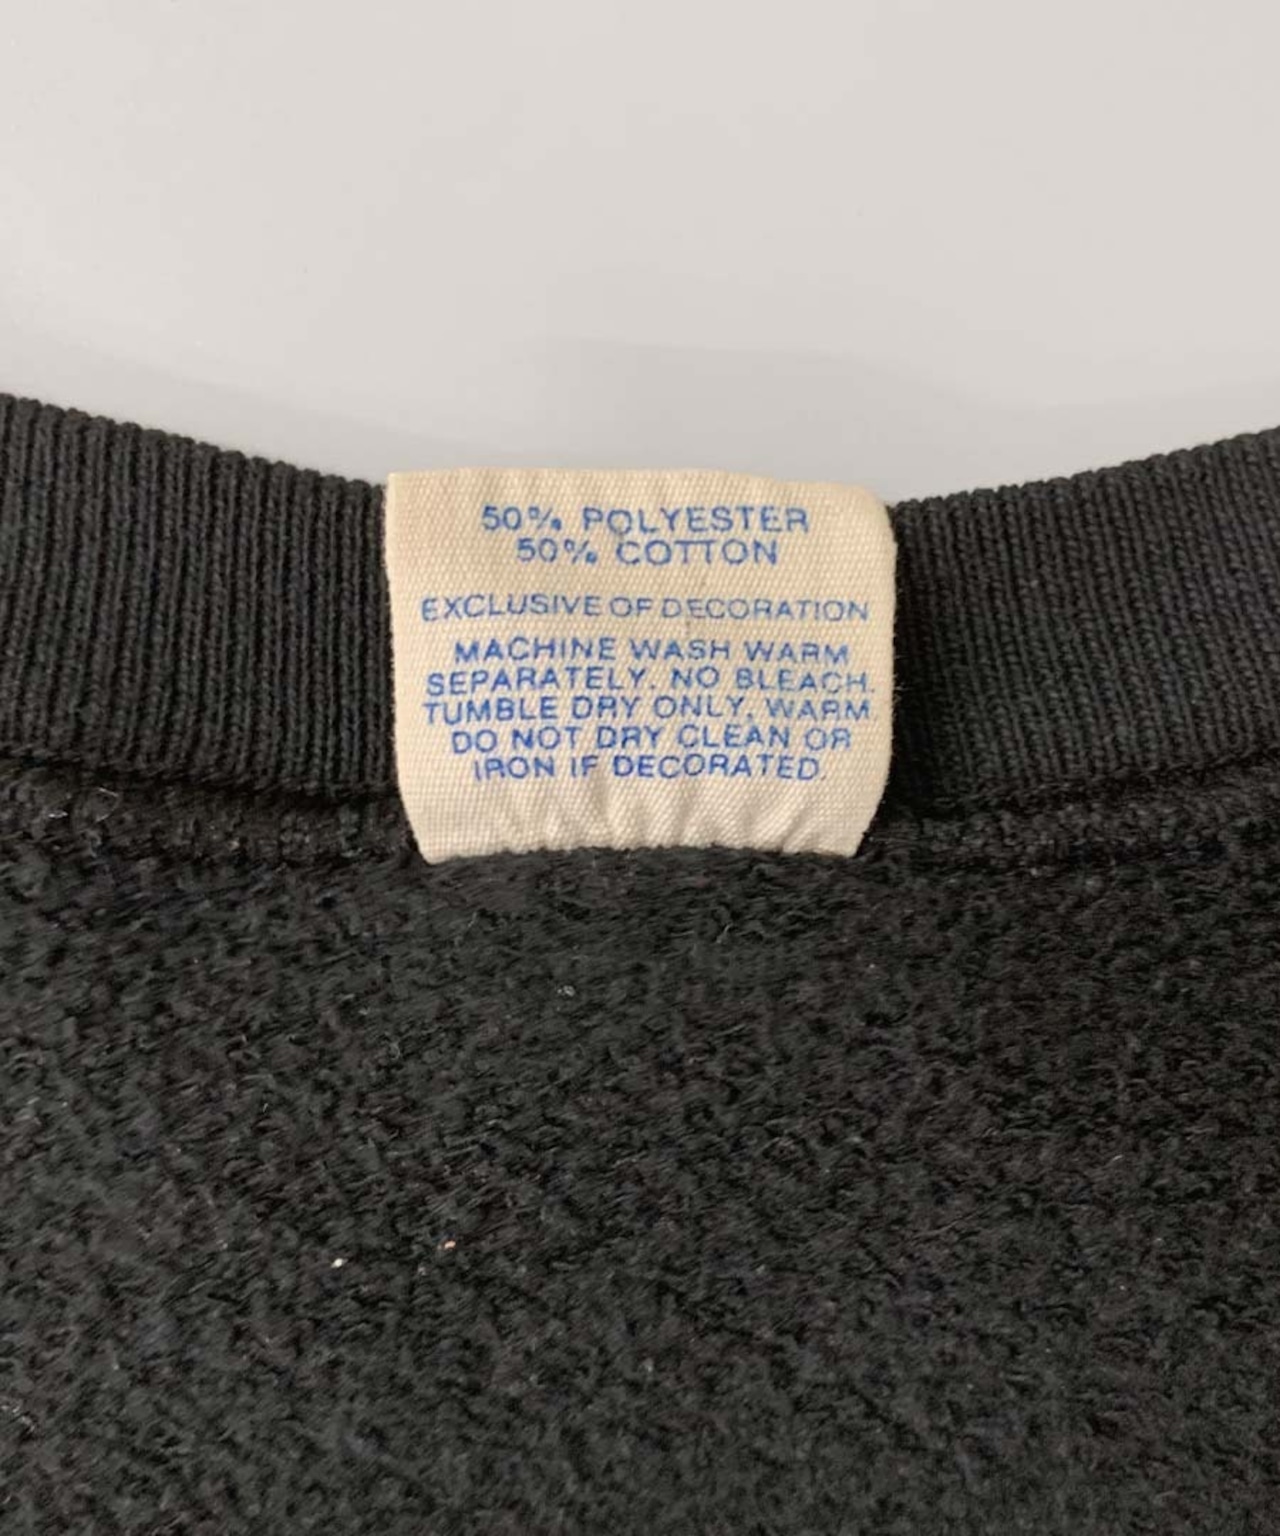 50% POLYESTER
50% COTTON
EXCLUSIVE OF DECORATION
MACHINE WASH WARM
SEPARATELY. NO BLEACH.
TUMBLE DRY ONLY, WARM
DO NOT DRY CLEAN OR
IRON IF DECORATED.